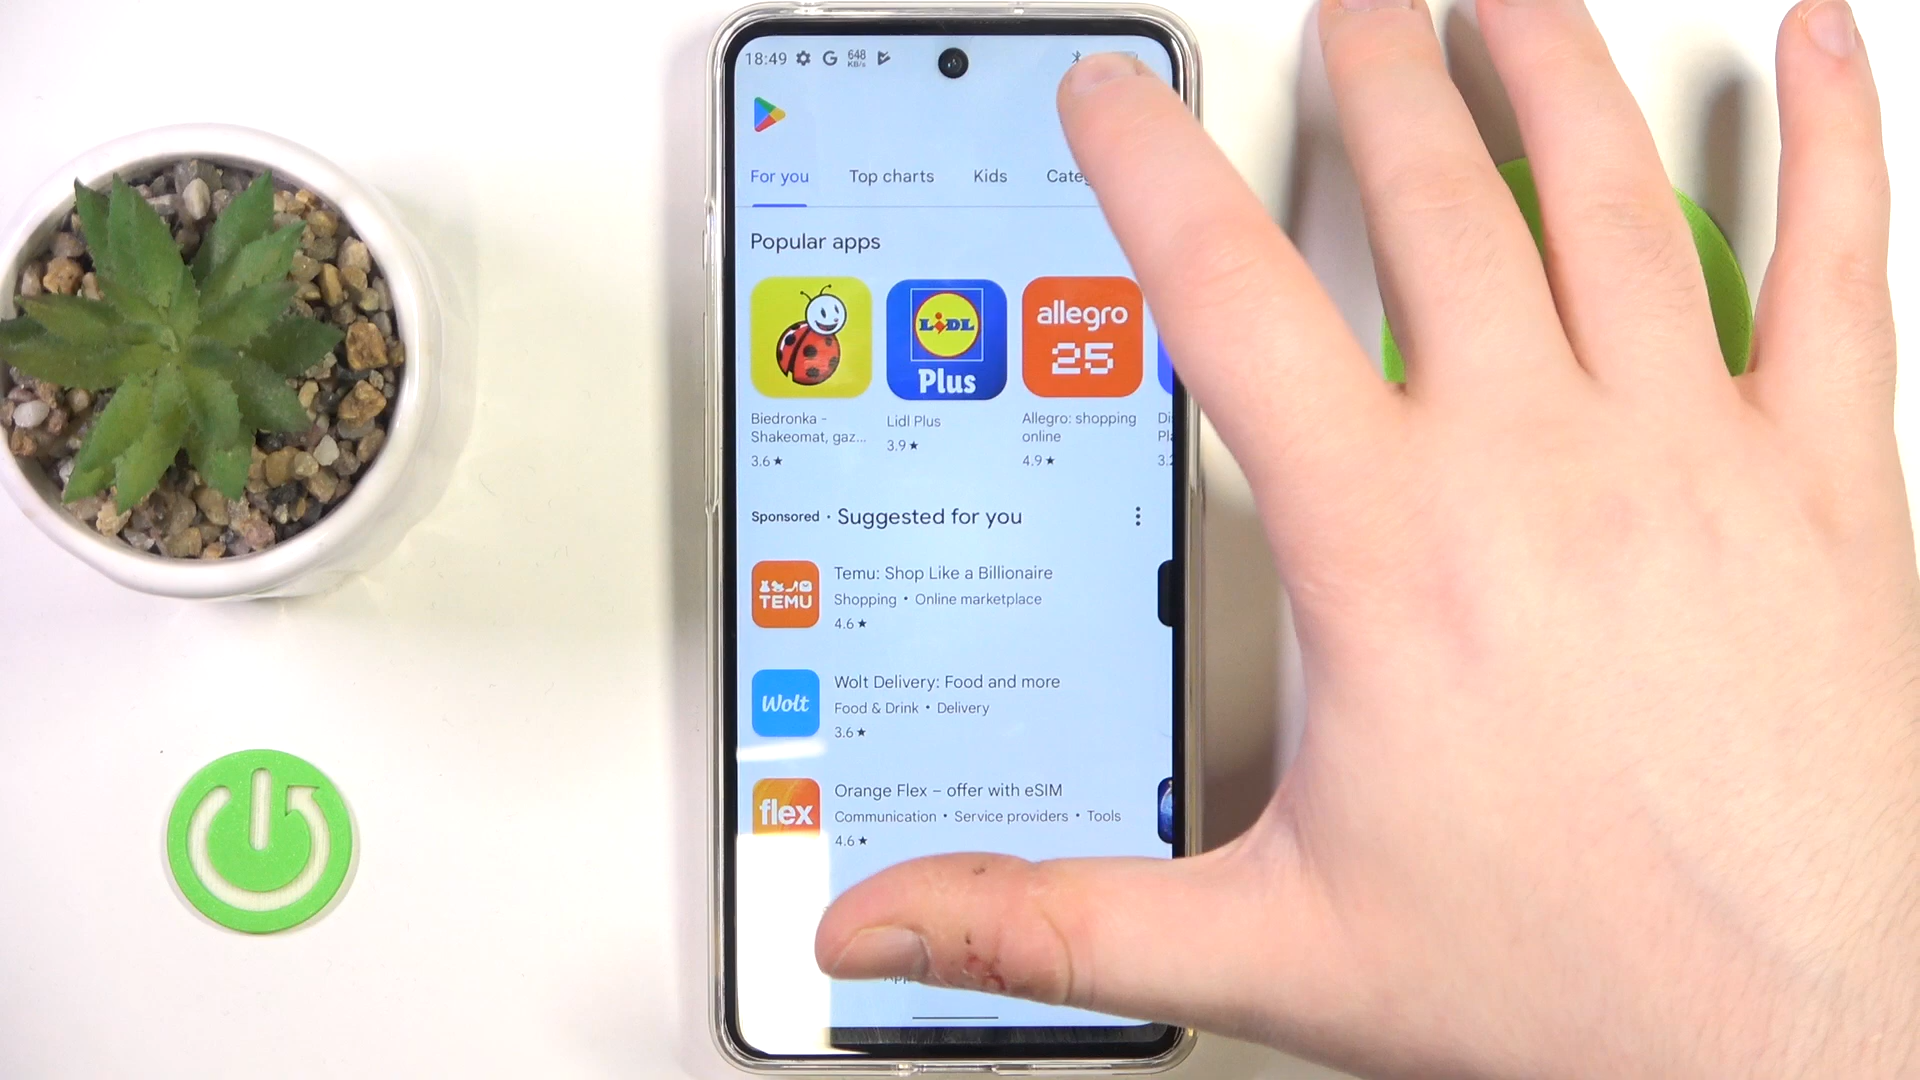 18:49 648 KB/s
For you Top charts Kids
Popular apps
LIDL
Plus
allegro
25
Biedronka -
Shakeomat, gaz...
3.6★
Lidl Plus
3.9★
Allegro: shopping
online
4.9★
Sponsored · Suggested for you
TEMU
Temu: Shop Like a Billionaire
Shopping • Online marketplace
4.6★
Wolt
Wolt Delivery: Food and more
Food & Drink • Delivery
3.6★
flex
Orange Flex – offer with eSIM
Communication • Service providers • Tools
4.6★